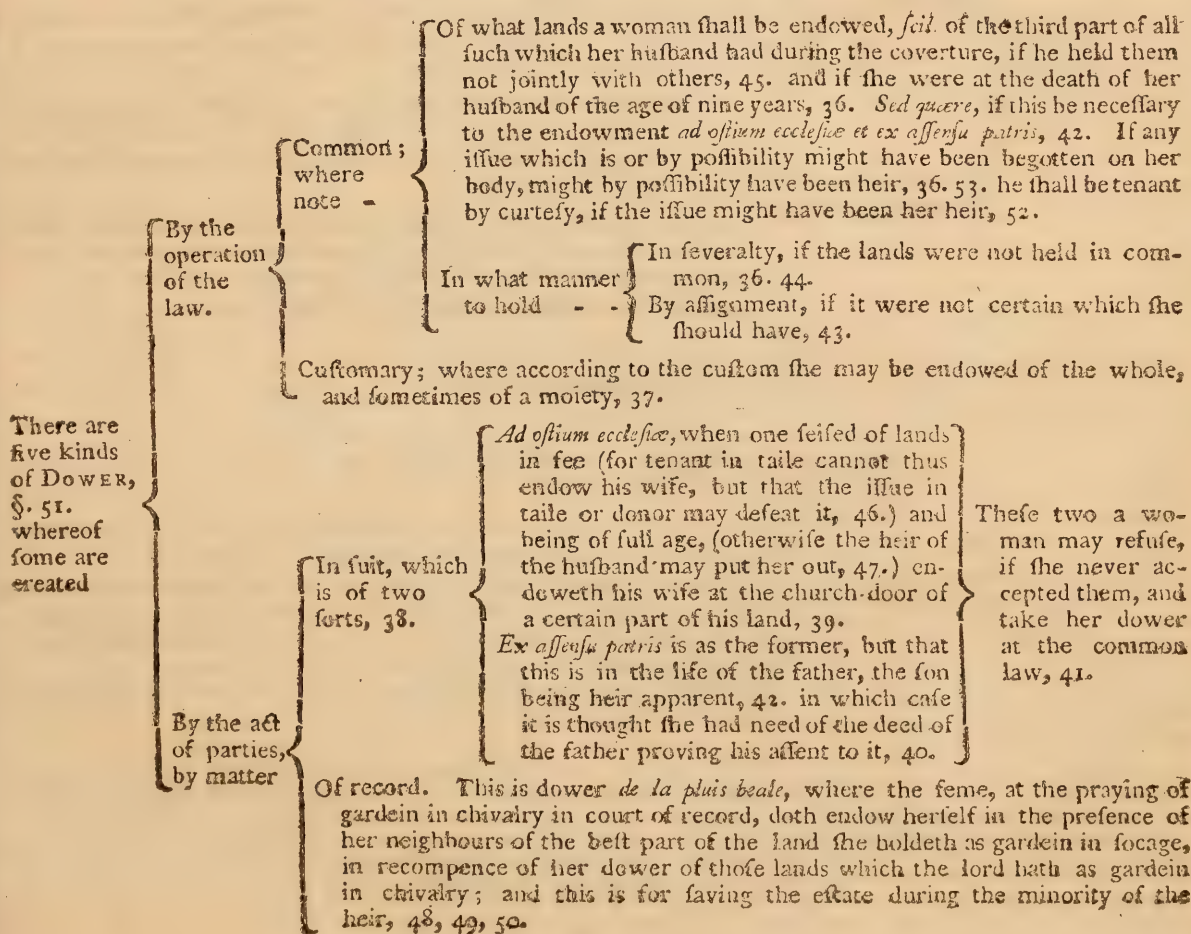 Of what lands a woman ſhall be endowed, ſcil. of the third part of all
ſuch which her huſband had during the coverture, if he held them
not jointly with others, 45. and if ſhe were at the death of her
huſband of the age of nine years, 36. Sed quære, if this be neceſſary
to the endowment ad oſtium eccleſiæ et ex aſſenſu patris, 42. If any
iſſue which is or by poſſibility might have been begotten on her
body, might by poſſibility have been heir, 36. 53. he ſhall be tenant
by curteſy, if the iſſue might have been her heir, 52.
Common;
where
note -
In what manner
to hold - -
In ſeveralty, if the lands were not held in com-
mon, 36. 44.
By aſſignment, if it were not certain which ſhe
ſhould have, 43.
By the
operation
of the
law.
Cuſtomary; where according to the cuſtom ſhe may be endowed of the whole,
and ſometimes of a moiety, 37.
There are
five kinds
of DOWER,
§. 51.
whereof
ſome are
created
Ad oſtium eccleſiæ, when one ſeiſed of lands
in fee (for tenant in taile cannot thus
endow his wife, but that the iſſue in
taile or donor may defeat it, 46.) and
being of full age, (otherwiſe the heir of
the huſband may put her out, 47.) en-
doweth his wife at the church-door of
a certain part of his land, 39.
Ex aſſenſu patris is as the former, but that
this is in the life of the father, the ſon
being heir apparent, 42. in which caſe
it is thought ſhe had need of the deed of
the father proving his aſſent to it, 40.
Theſe two a wo-
man may refuſe,
if ſhe never ac-
cepted them, and
take her dower
at the common
law, 41.
In ſuit, which
is of two
ſorts, 38.
By the act
of parties,
by matter
Of record. This is dower de la pluis beale, where the feme, at the praying of
gardein in chivalry in court of record, doth endow herſelf in the preſence of
her neighbours of the beſt part of the land ſhe holdeth as gardein in ſocage,
in recompence of her dower of thoſe lands which the lord hath as gardein
in chivalry; and this is for ſaving the eſtate during the minority of the
heir, 48, 49, 50.